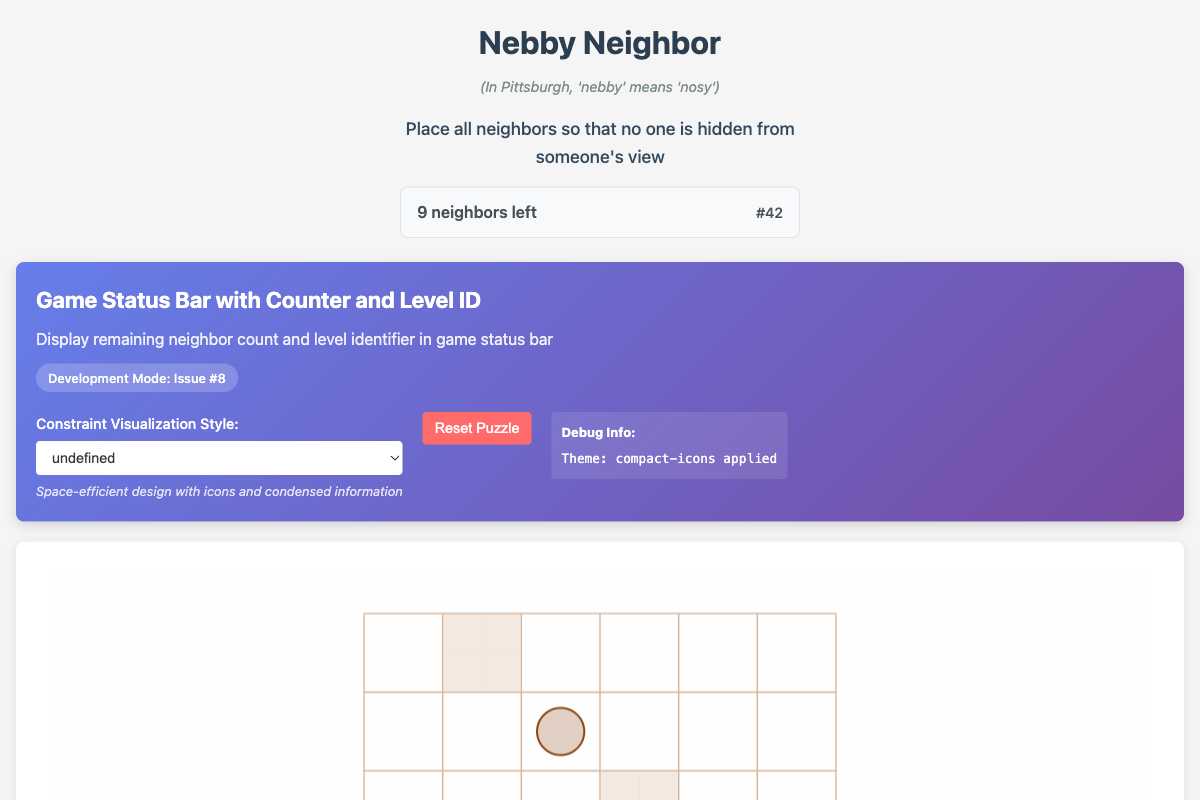 Nebby Neighbor
(In Pittsburgh, 'nebby' means 'nosy')
Place all neighbors so that no one is hidden from
someone's view
9 neighbors left
#42
Game Status Bar with Counter and Level ID
Display remaining neighbor count and level identifier in game status bar
Development Mode: Issue #8
Constraint Visualization Style:
undefined
Space-efficient design with icons and condensed information
Reset Puzzle
Debug Info:
Theme: compact-icons applied